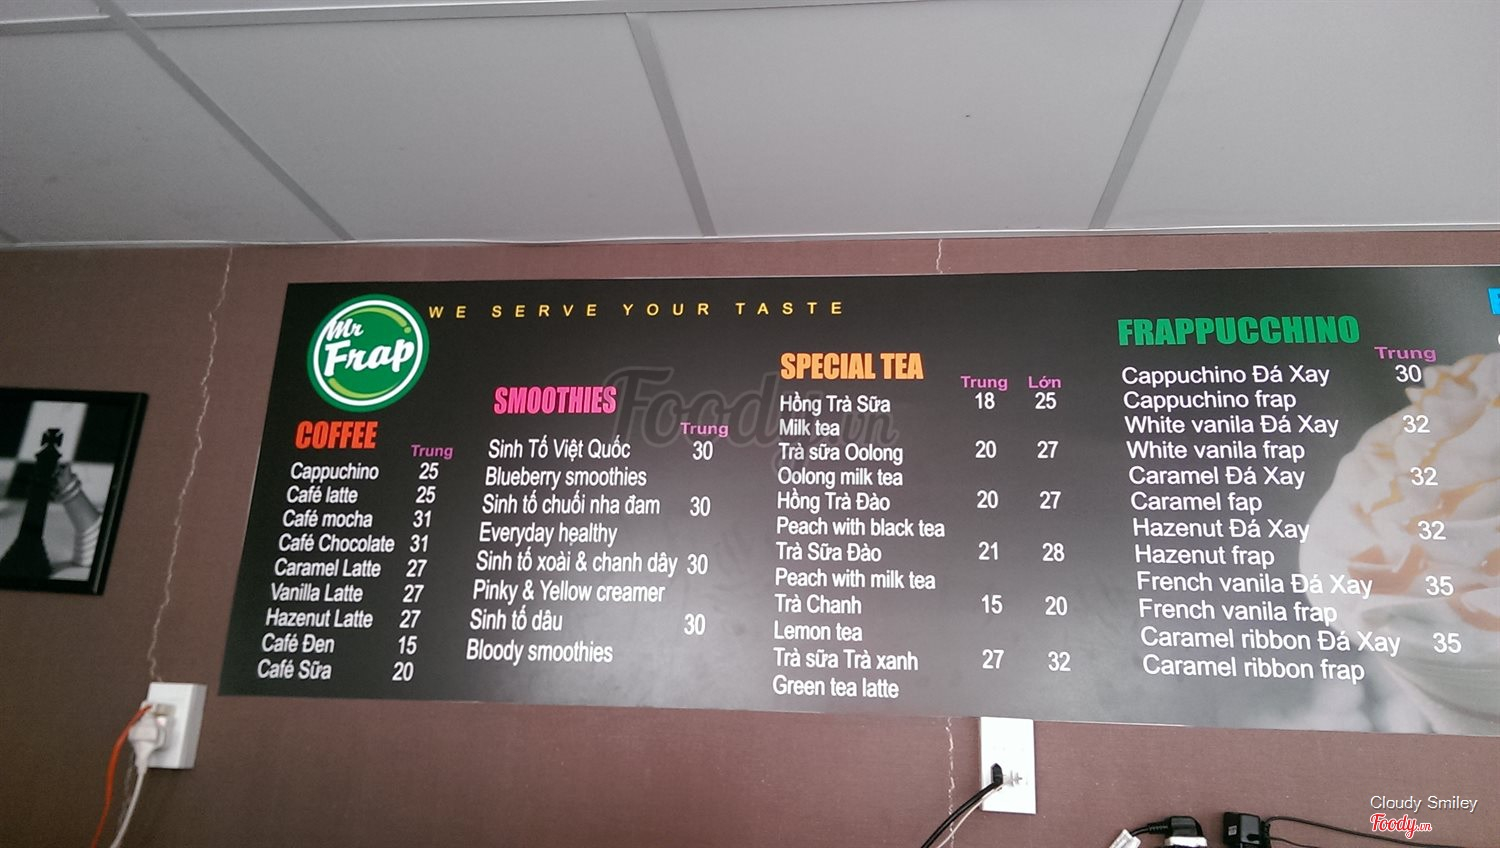 Mr
Frap
WE SERVE YOUR TASTE
COFFEE
Trung
Cappuchino 25
Café latte 25
Café mocha 31
Café Chocolate 31
Caramel Latte 27
Vanilla Latte 27
Hazenut Latte 27
Café Đen 15
Café Sữa 20
SMOOTHIES
Trung
Sinh Tố Việt Quốc 30
Blueberry smoothies
Sinh tố chuối nha đam 30
Everyday healthy
Sinh tố xoài & chanh dây 30
Pinky & Yellow creamer
Sinh tố dâu 30
Bloody smoothies
SPECIAL TEA
Trung Lớn
Hồng Trà Sữa 18 25
Milk tea
Trà sữa Oolong 20 27
Oolong milk tea
Hồng Trà Đào 20 27
Peach with black tea
Trà Sữa Đào 21 28
Peach with milk tea
Trà Chanh 15 20
Lemon tea
Trà sữa Trà xanh 27 32
Green tea latte
FRAPPUCCHINO
Trung
Cappuchino Đá Xay 30
Cappuchino frap
White vanila Đá Xay 32
White vanila frap
Caramel Đá Xay 32
Caramel fap
Hazenut Đá Xay 32
Hazenut frap
French vanila Đá Xay 35
French vanila frap
Caramel ribbon Đá Xay 35
Caramel ribbon frap
Foody.vn
Cloudy Smiley
Foody.vn